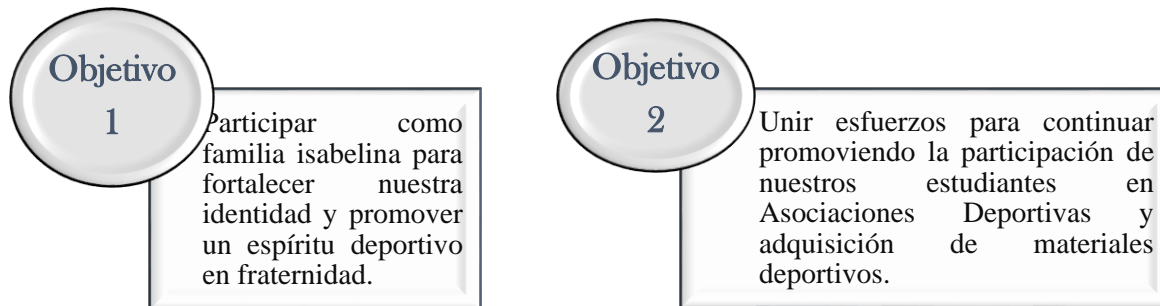 Objetivo
1
Participar como
familia isabelina para
fortalecer nuestra
identidad y promover
un espíritu deportivo
en fraternidad.
Objetivo
2
Unir esfuerzos para continuar
promoviendo la participación de
nuestros estudiantes en
Asociaciones Deportivas y
adquisición de materiales
deportivos.